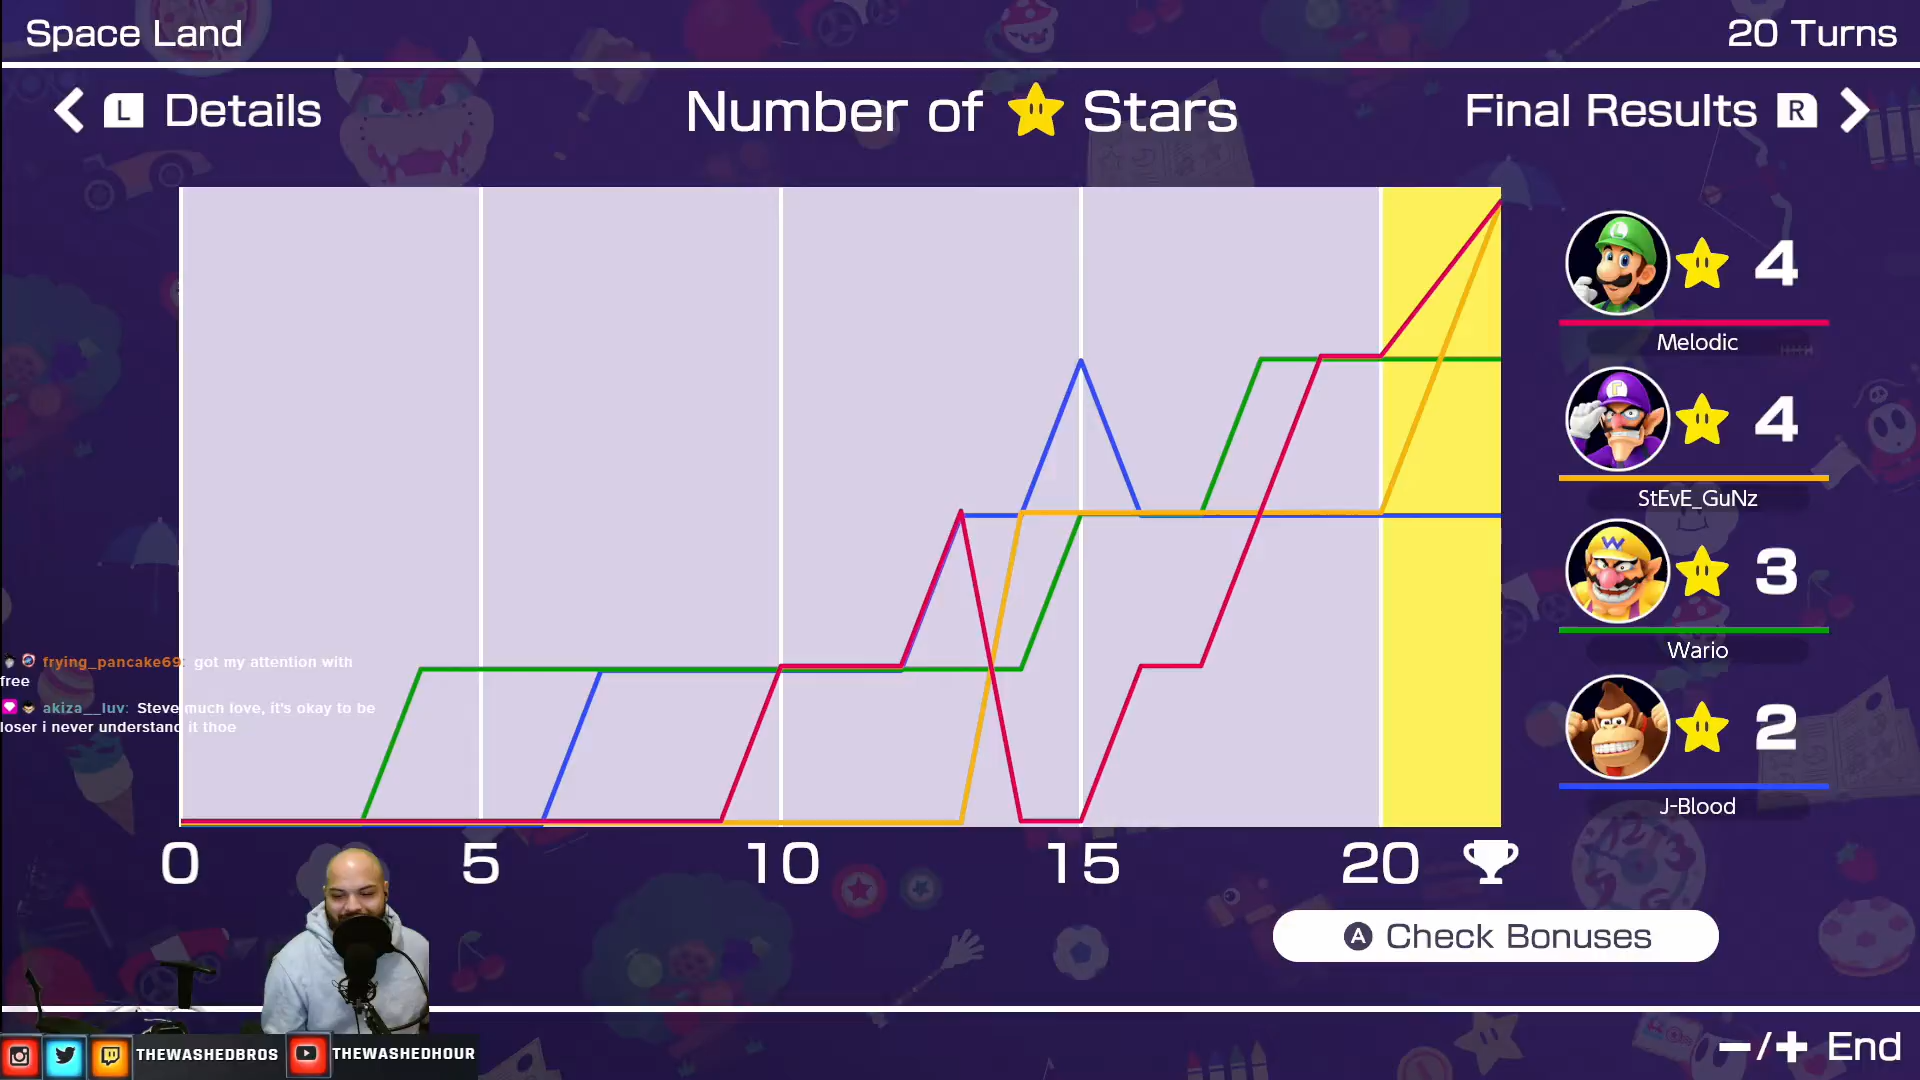 Space Land
20 Turns
L Details
Number of Stars
Final Results R
4
Melodic
4
StEvE_GuNz
3
Wario
2
J-Blood
frying_pancake69: got my attention with
free
akiza__luv: Steve much love, it's okay to be
loser i never understand it thoe
0 5 10 15 20
A Check Bonuses
THEWASHEDBROS
THEWASHEDHOUR
-/+ End